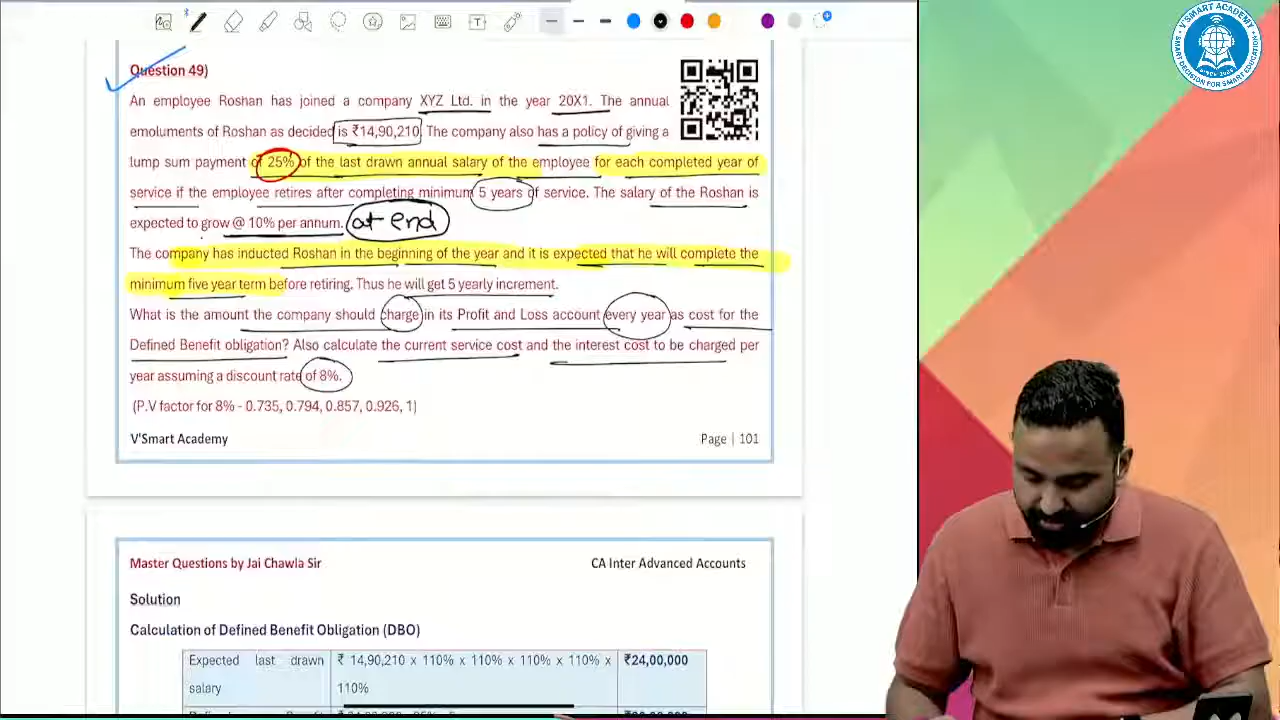 Question 49)
An employee Roshan has joined a company XYZ Ltd. in the year 20X1. The annual
emoluments of Roshan as decided is ₹14,90,210. The company also has a policy of giving a
lump sum payment of 25% of the last drawn annual salary of the employee for each completed year of
service if the employee retires after completing minimum 5 years of service. The salary of the Roshan is
expected to grow @ 10% per annum. at end
The company has inducted Roshan in the beginning of the year and it is expected that he will complete the
minimum five year term before retiring. Thus he will get 5 yearly increment.
What is the amount the company should charge in its Profit and Loss account every year as cost for the
Defined Benefit obligation? Also calculate the current service cost and the interest cost to be charged per
year assuming a discount rate of 8%.
(P.V factor for 8% - 0.735, 0.794, 0.857, 0.926, 1)
V'Smart Academy Page | 101
Master Questions by Jai Chawla Sir CA Inter Advanced Accounts
Solution
Calculation of Defined Benefit Obligation (DBO)
Expected last drawn ₹ 14,90,210 x 110% x 110% x 110% x 110% x ₹24,00,000
salary 110%
V'SMART ACADEMY
SMART DECISION FOR SMART EDUCATION